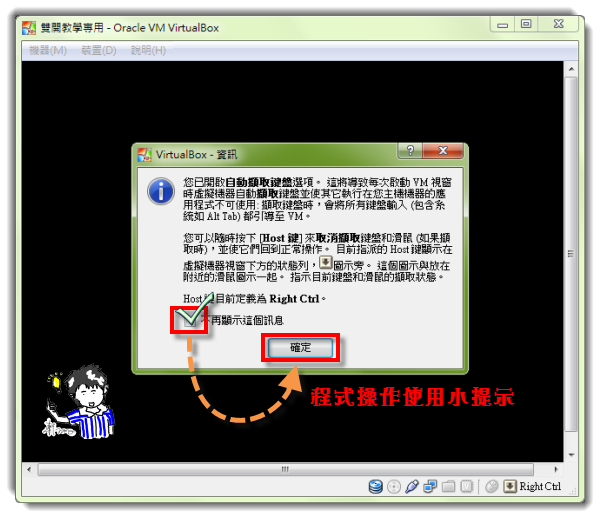 雙開教學專用 - Oracle VM VirtualBox
機器(M) 裝置(D) 說明(H)
VirtualBox - 資訊
您已開啟自動擷取鍵盤選項。 這將導致每次啟動 VM 視窗
時虛擬機器自動擷取鍵盤並使其它執行在您主機機器的應
用程式不可使用: 擷取鍵盤時，會將所有鍵盤輸入 (包含系
統如 Alt Tab) 都引導至 VM。
您可以隨時按下 [Host 鍵] 來取消擷取鍵盤和滑鼠 (如果擷
取時)，並使它們回到正常操作。 目前指派的 Host 鍵顯示在
虛擬機器視窗下方的狀態列，圖示旁。 這個圖示與放在
附近的滑鼠圖示一起。 指示目前鍵盤和滑鼠的擷取狀態。
Host 鍵目前定義為 Right Ctrl。
不再顯示這個訊息
確定
程式操作使用小提示
Right Ctrl